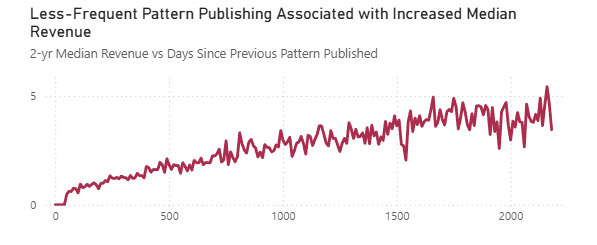 Less-Frequent Pattern Publishing Associated with Increased Median
Revenue
2-yr Median Revenue vs Days Since Previous Pattern Published
5
0
0 500 1000 1500 2000